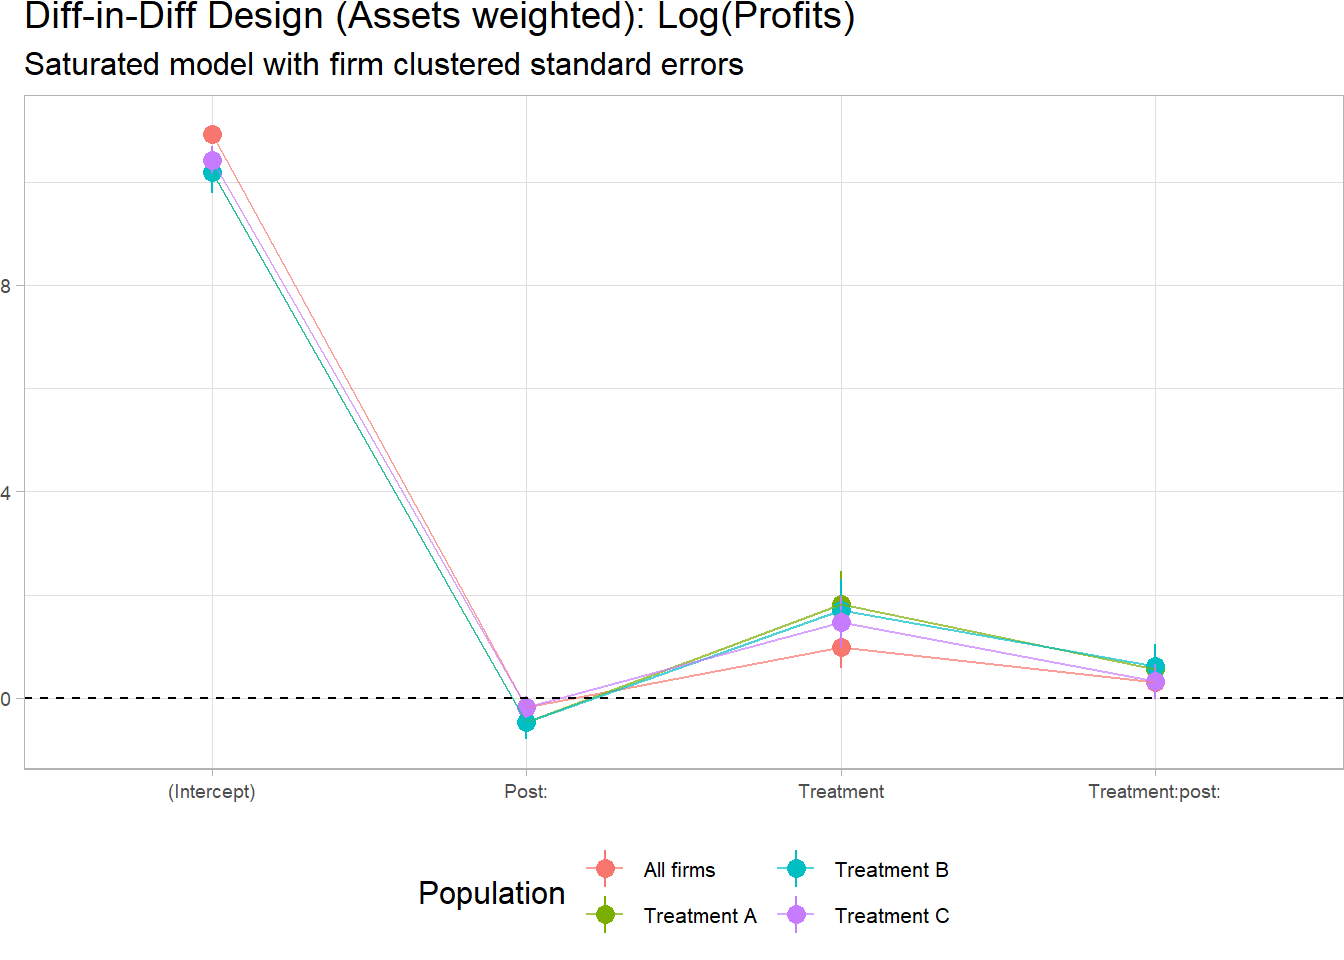 Diff-in-Diff Design (Assets weighted): Log(Profits)
Saturated model with firm clustered standard errors
8
4
0
(Intercept) Post: Treatment Treatment:post:
Population
All firms Treatment B
Treatment A Treatment C